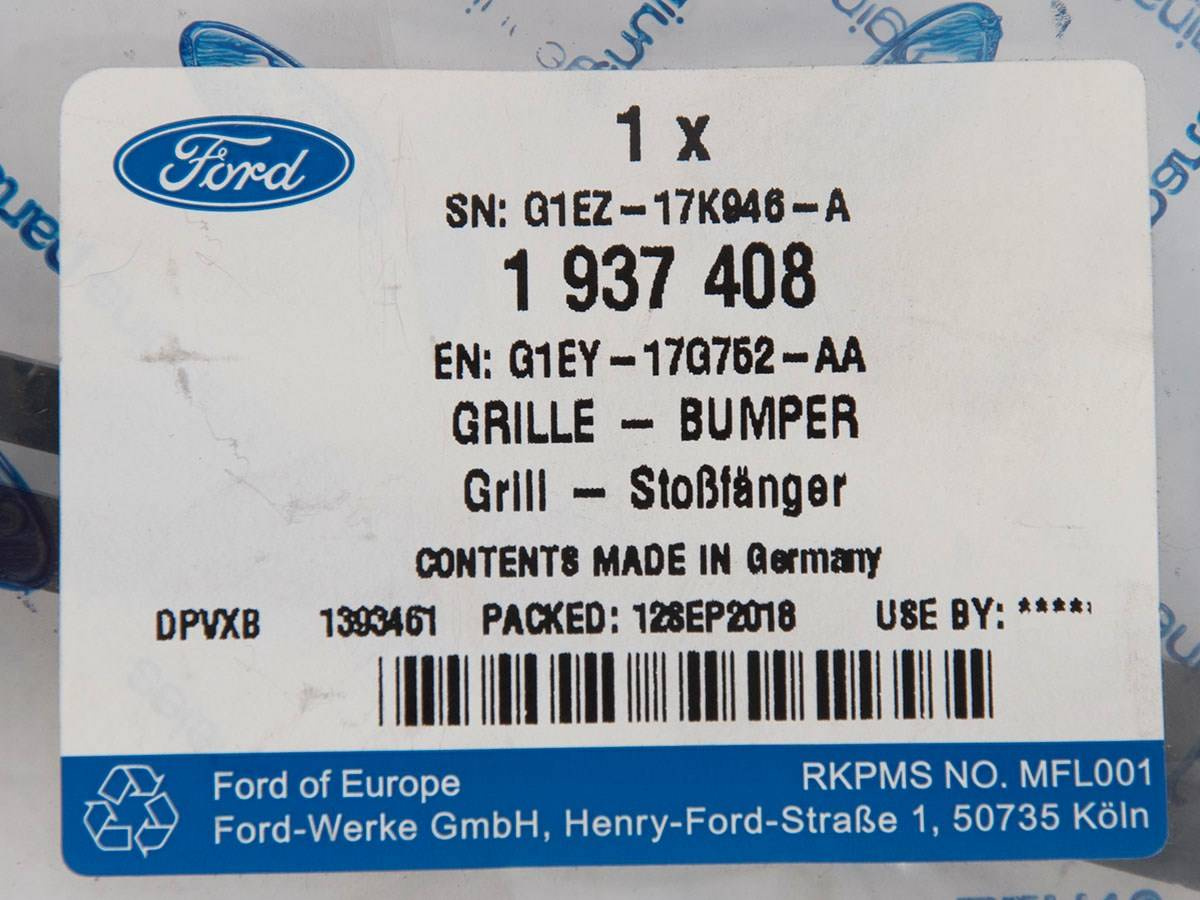 Ford
1 x
SN: G1EZ-17K946-A
1 937 408
EN: G1EY-17G752-AA
GRILLE - BUMPER
Grill - Stoßfänger
CONTENTS MADE IN Germany
DPVXB 1393461 PACKED: 12SEP2018 USE BY: ****
Ford of Europe
RKPMS NO. MFL001
Ford-Werke GmbH, Henry-Ford-Straße 1, 50735 Köln